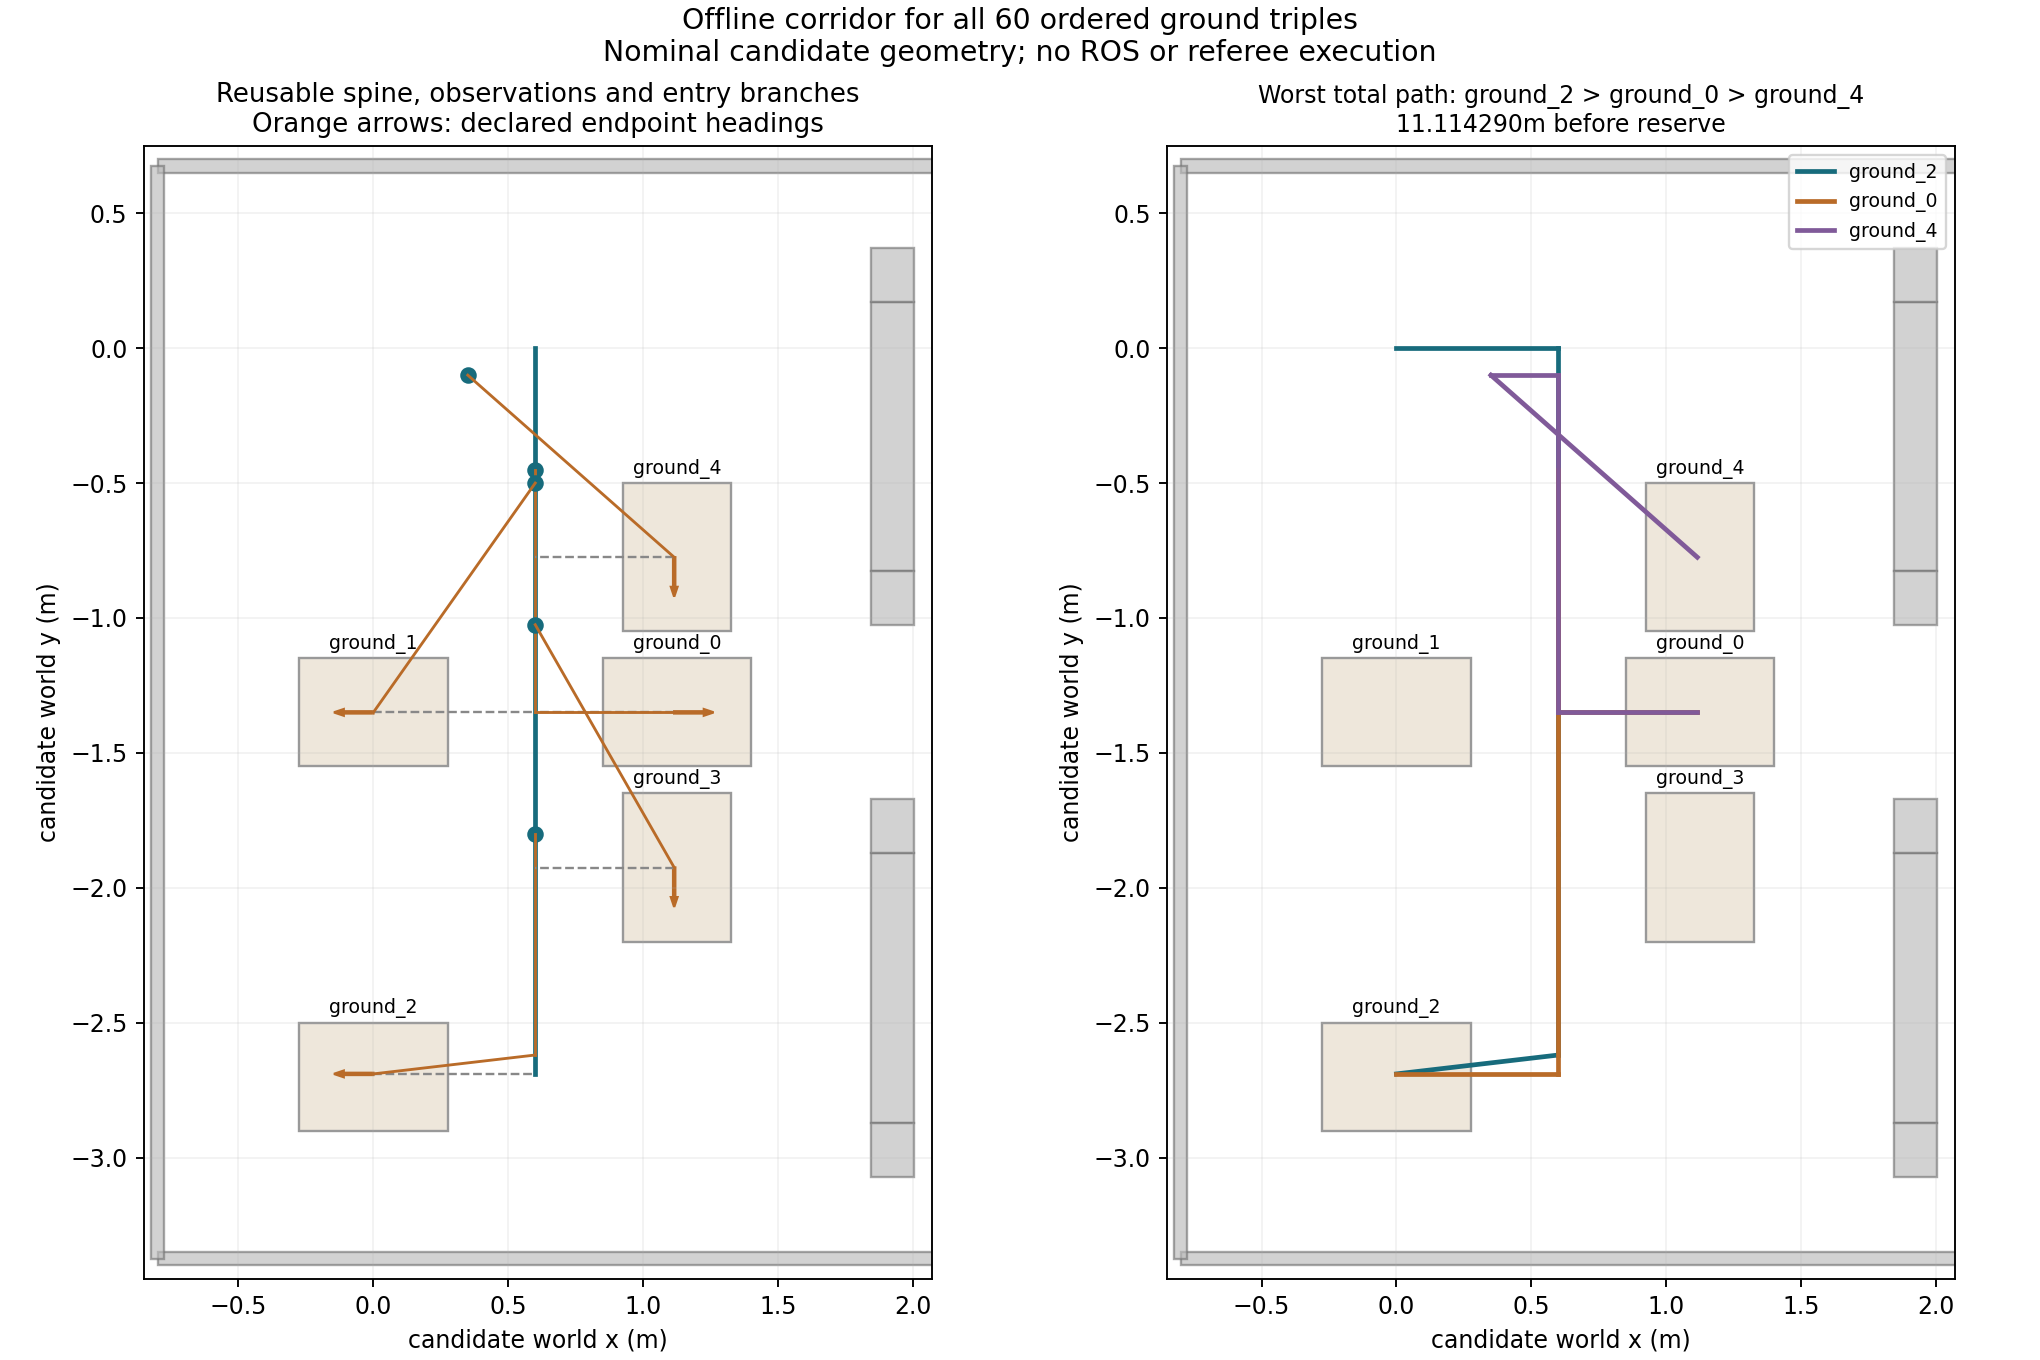 Offline corridor for all 60 ordered ground triples
Nominal candidate geometry; no ROS or referee execution
Reusable spine, observations and entry branches
Orange arrows: declared endpoint headings
0.5
0.0
−0.5
−1.0
−1.5
−2.0
−2.5
−3.0
candidate world y (m)
ground_4
ground_1
ground_0
ground_3
ground_2
−0.5
0.0
0.5
1.0
1.5
2.0
candidate world x (m)
Worst total path: ground_2 > ground_0 > ground_4
11.114290m before reserve
ground_2
ground_0
ground_4
0.5
0.0
−0.5
−1.0
−1.5
−2.0
−2.5
−3.0
candidate world y (m)
ground_4
ground_1
ground_0
ground_3
ground_2
−0.5
0.0
0.5
1.0
1.5
2.0
candidate world x (m)